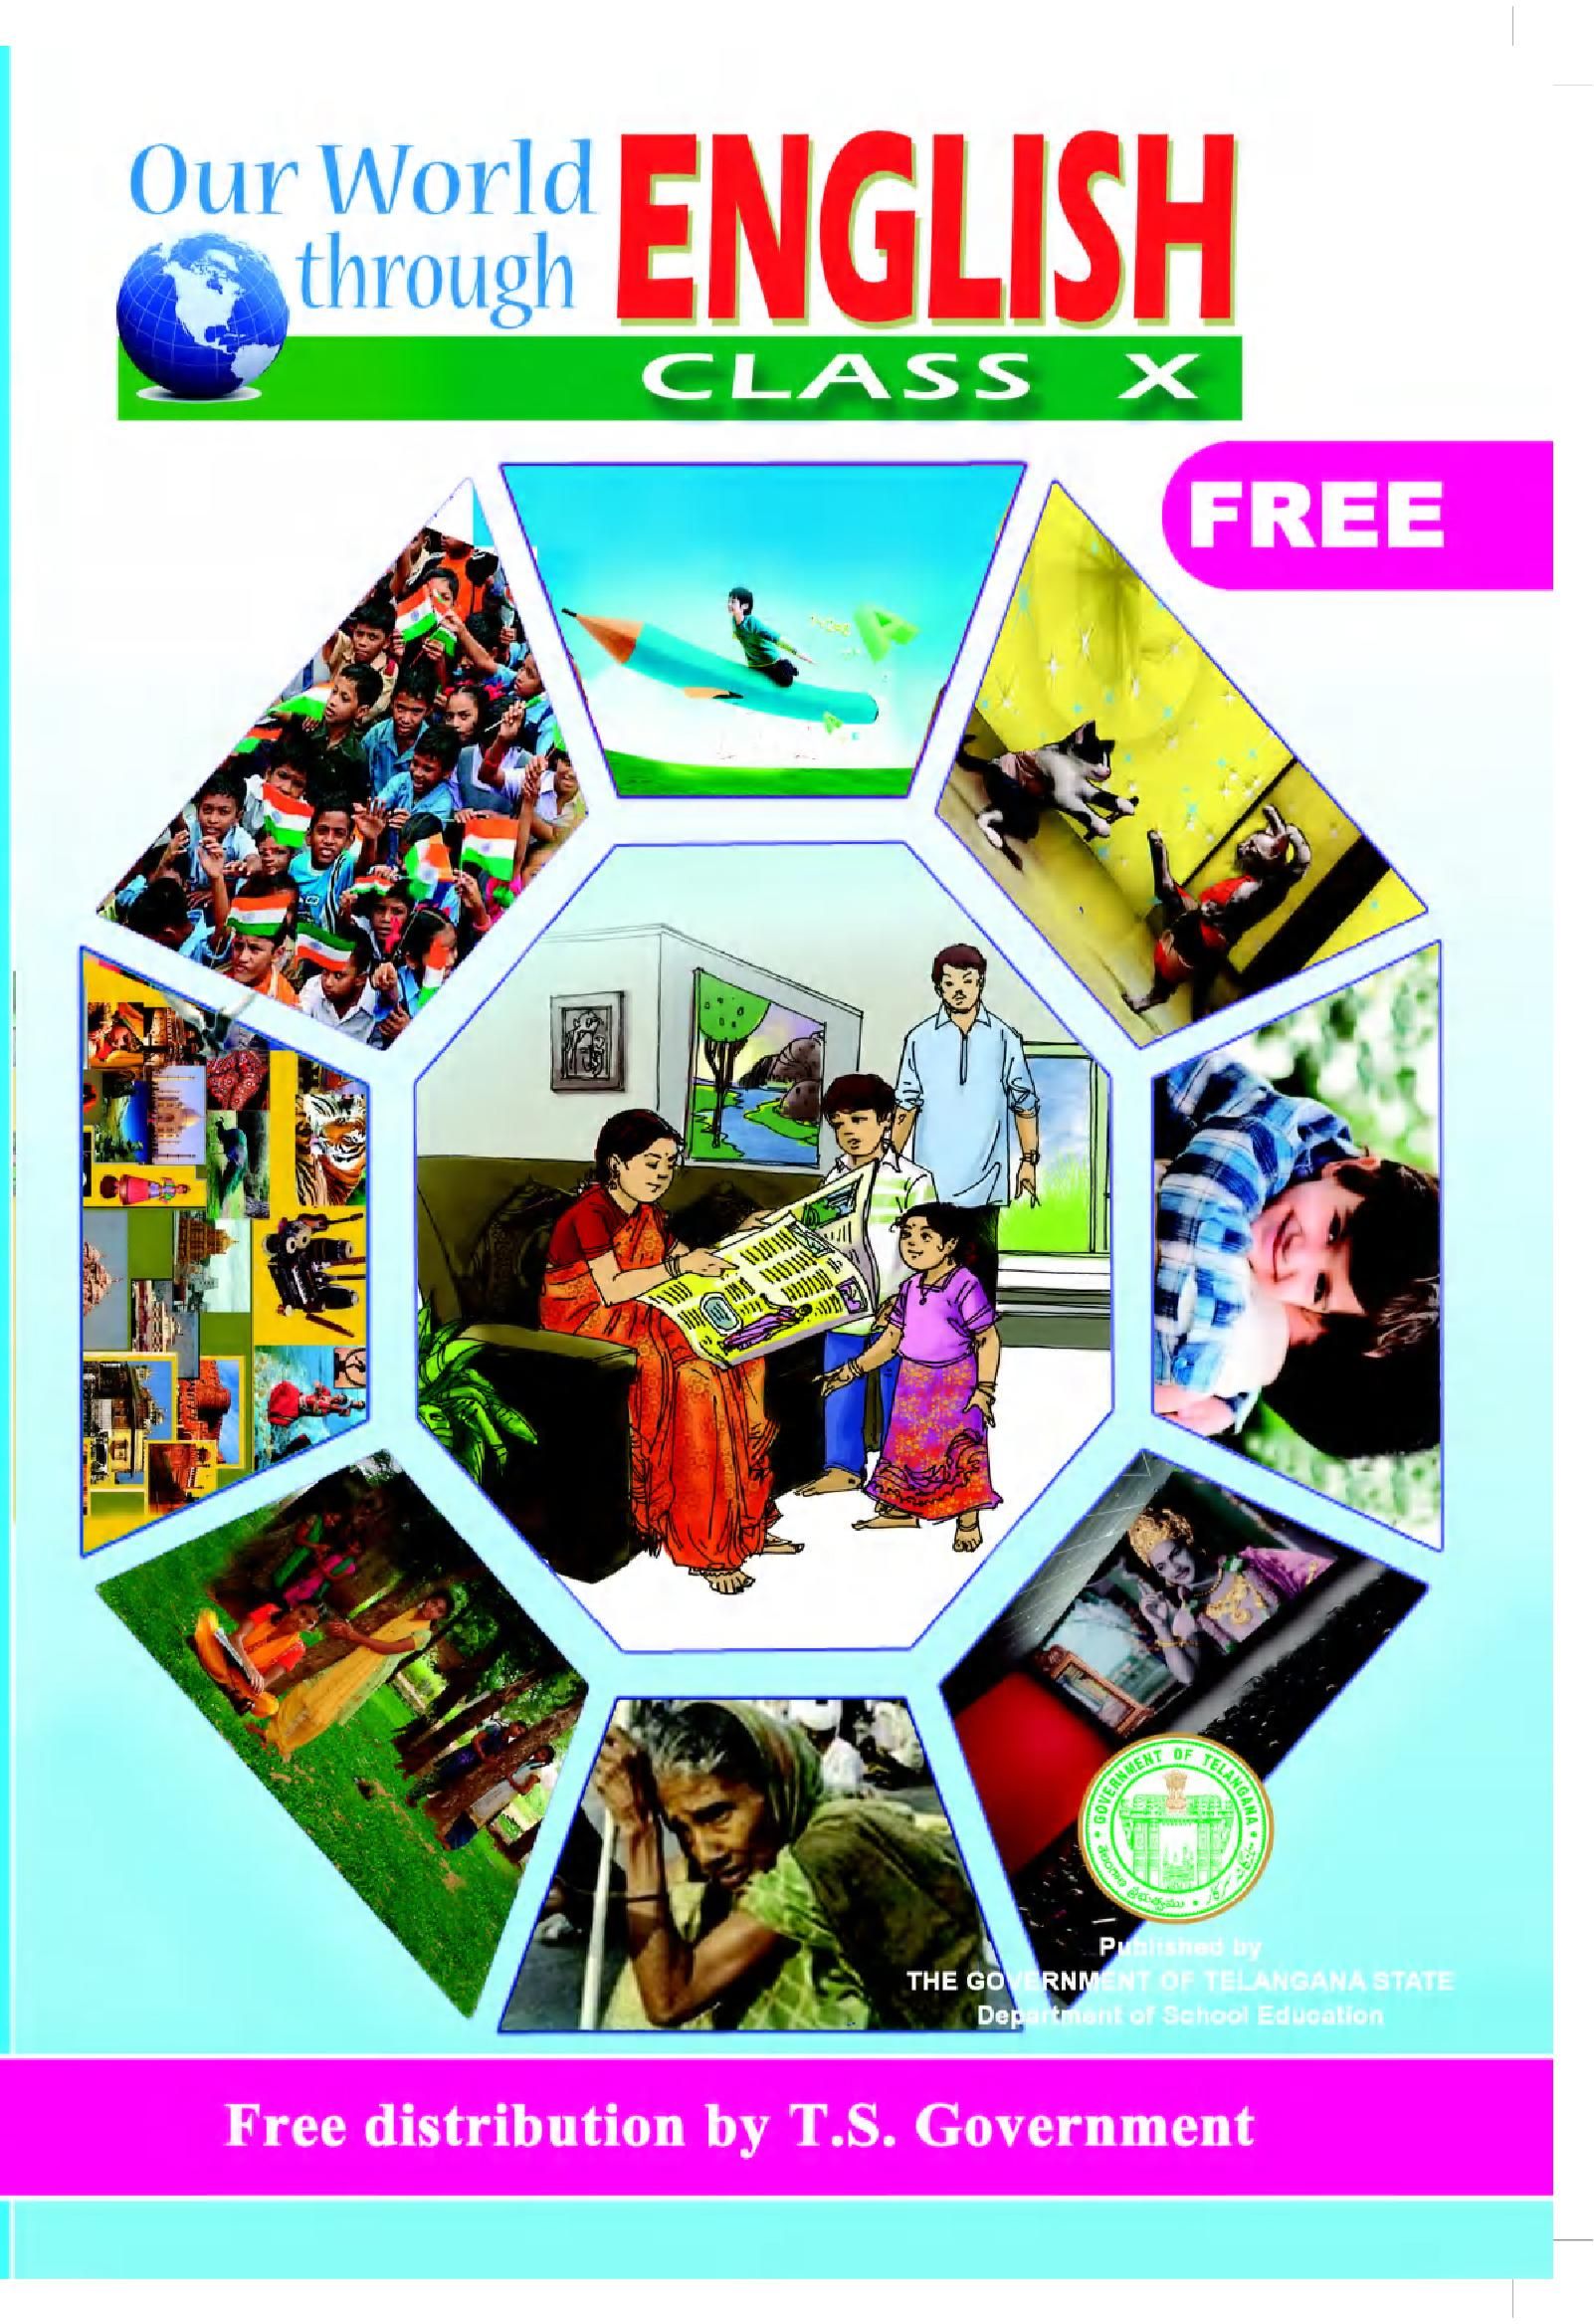 Our World
through
ENGLISH
CLASS X
FREE
GOVERNMENT OF TELANGANA
Published by
THE GOVERNMENT OF TELANGANA STATE
Department of School Education
Free distribution by T.S. Government